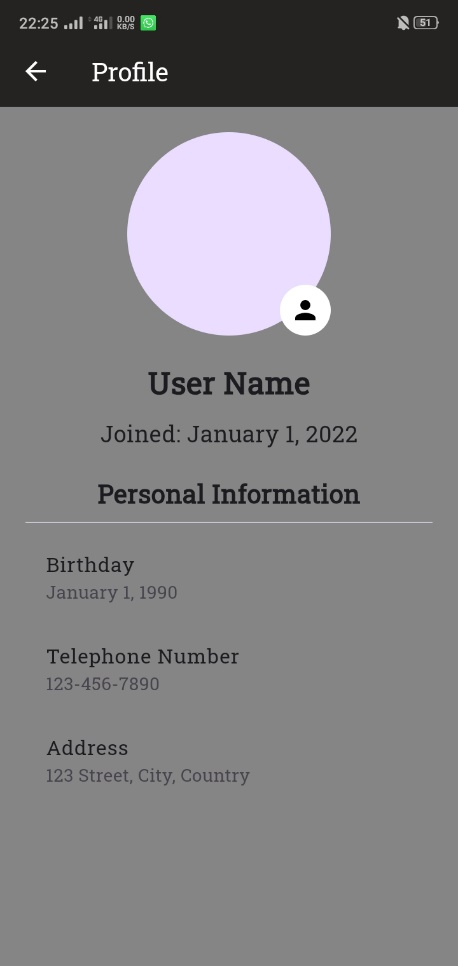 22:25 4G 0.00 KB/S 51
Profile
User Name
Joined: January 1, 2022
Personal Information
Birthday
January 1, 1990
Telephone Number
123-456-7890
Address
123 Street, City, Country